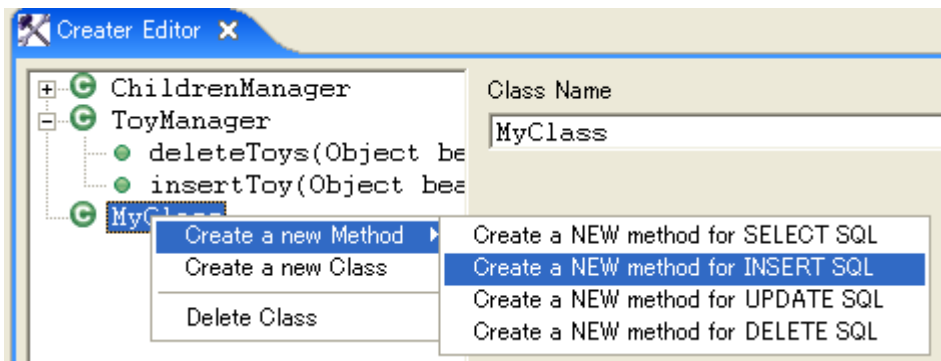 Creater Editor
ChildrenManager
Class Name
ToyManager
MyClass
deleteToys(Object be
insertToy(Object bea
MyClass
Create a new Method
Create a NEW method for SELECT SQL
Create a new Class
Create a NEW method for INSERT SQL
Create a NEW method for UPDATE SQL
Delete Class
Create a NEW method for DELETE SQL